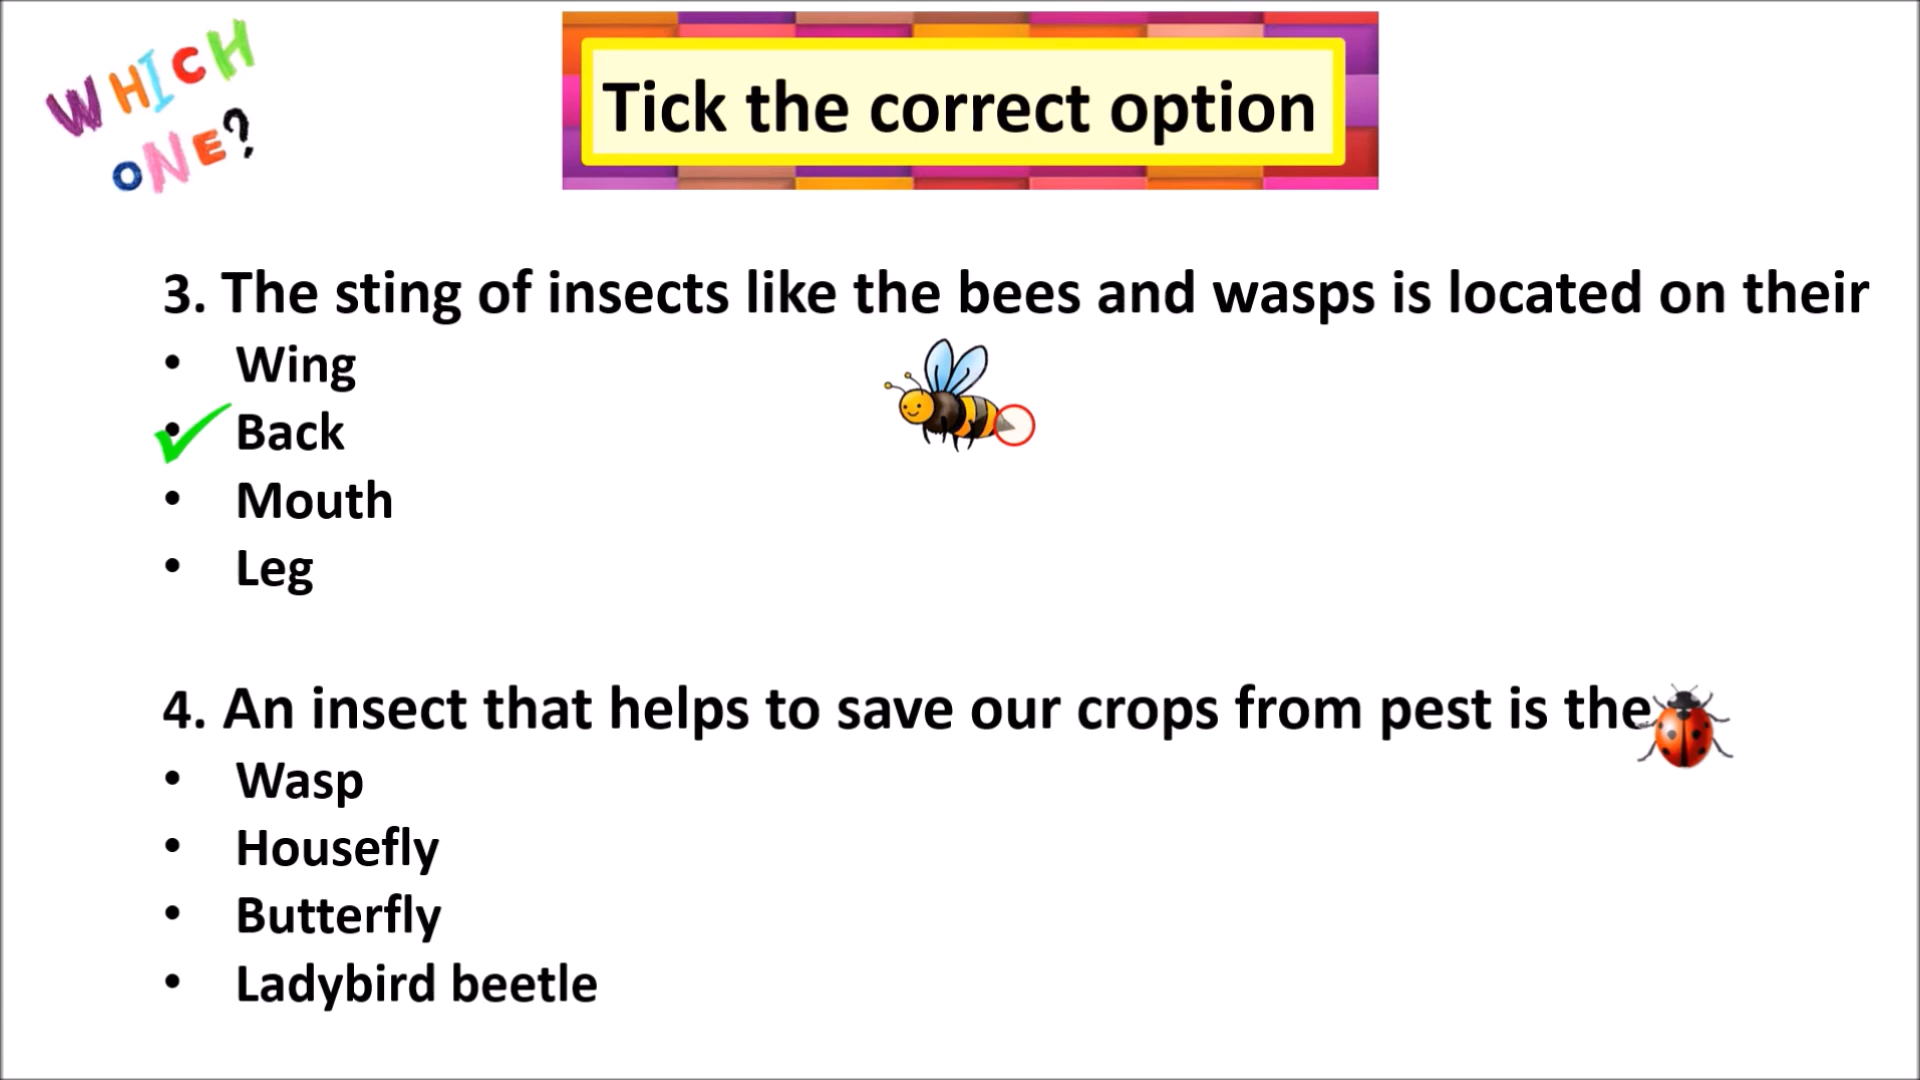 WHICH
ONE?
Tick the correct option
3. The sting of insects like the bees and wasps is located on their
• Wing
• Back
• Mouth
• Leg
4. An insect that helps to save our crops from pest is the
• Wasp
• Housefly
• Butterfly
• Ladybird beetle